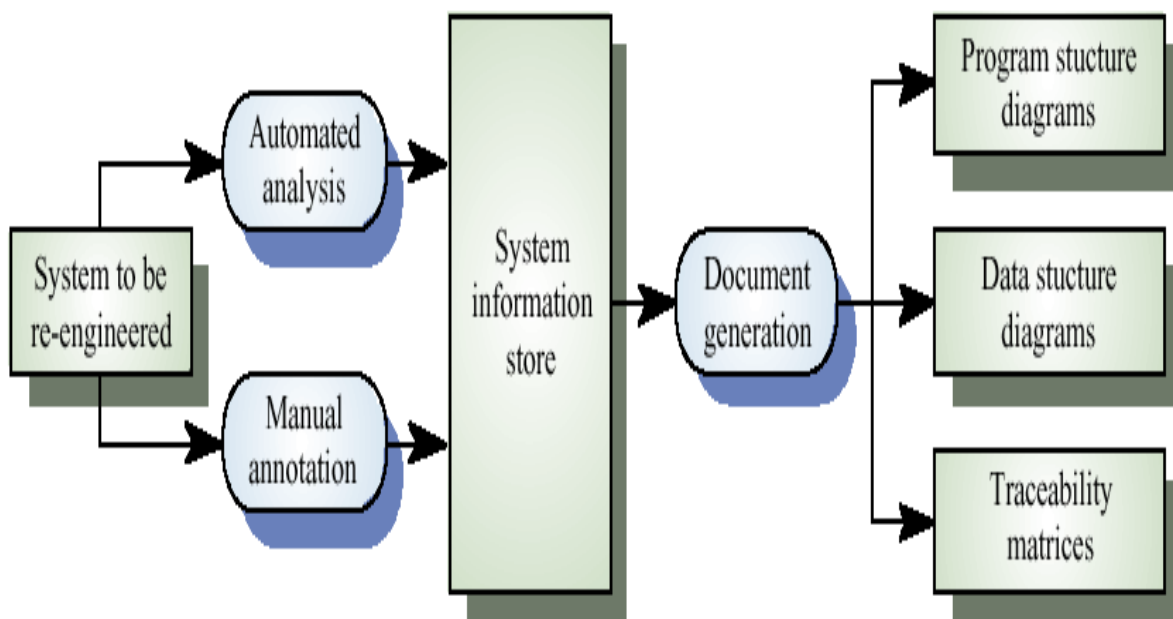 System to be
re-engineered
Automated
analysis
Manual
annotation
System
information
store
Document
generation
Program stucture
diagrams
Data stucture
diagrams
Traceability
matrices